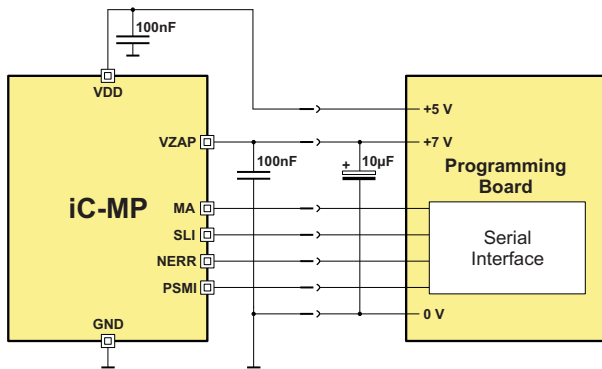 100nF
VDD
+5 V
VZAP
+7 V
100nF
+
10µF
Programming
Board
iC-MP
MA
SLI
NERR
PSMI
Serial
Interface
GND
0 V